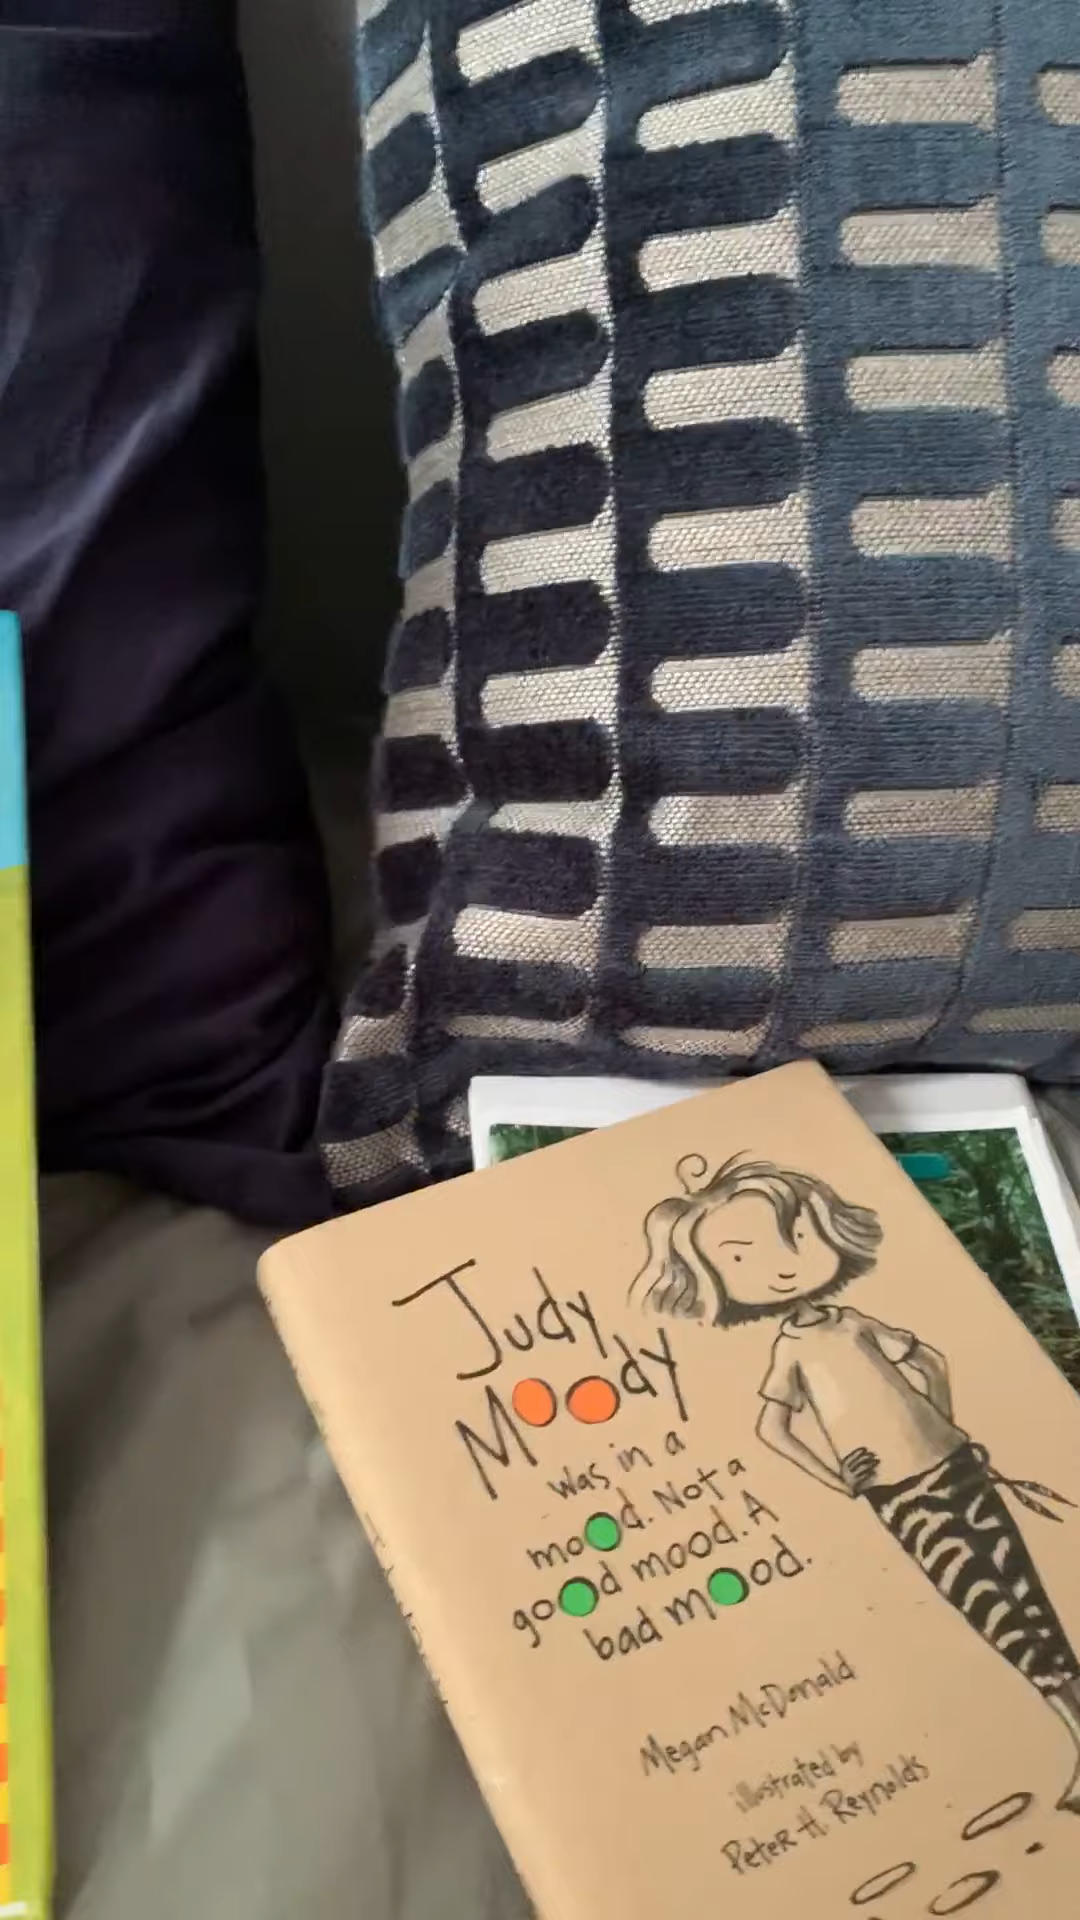 Judy
Moody
was in a
mood. Not a
good mood. A
bad mood.
Megan McDonald
illustrated by
Peter H. Reynolds